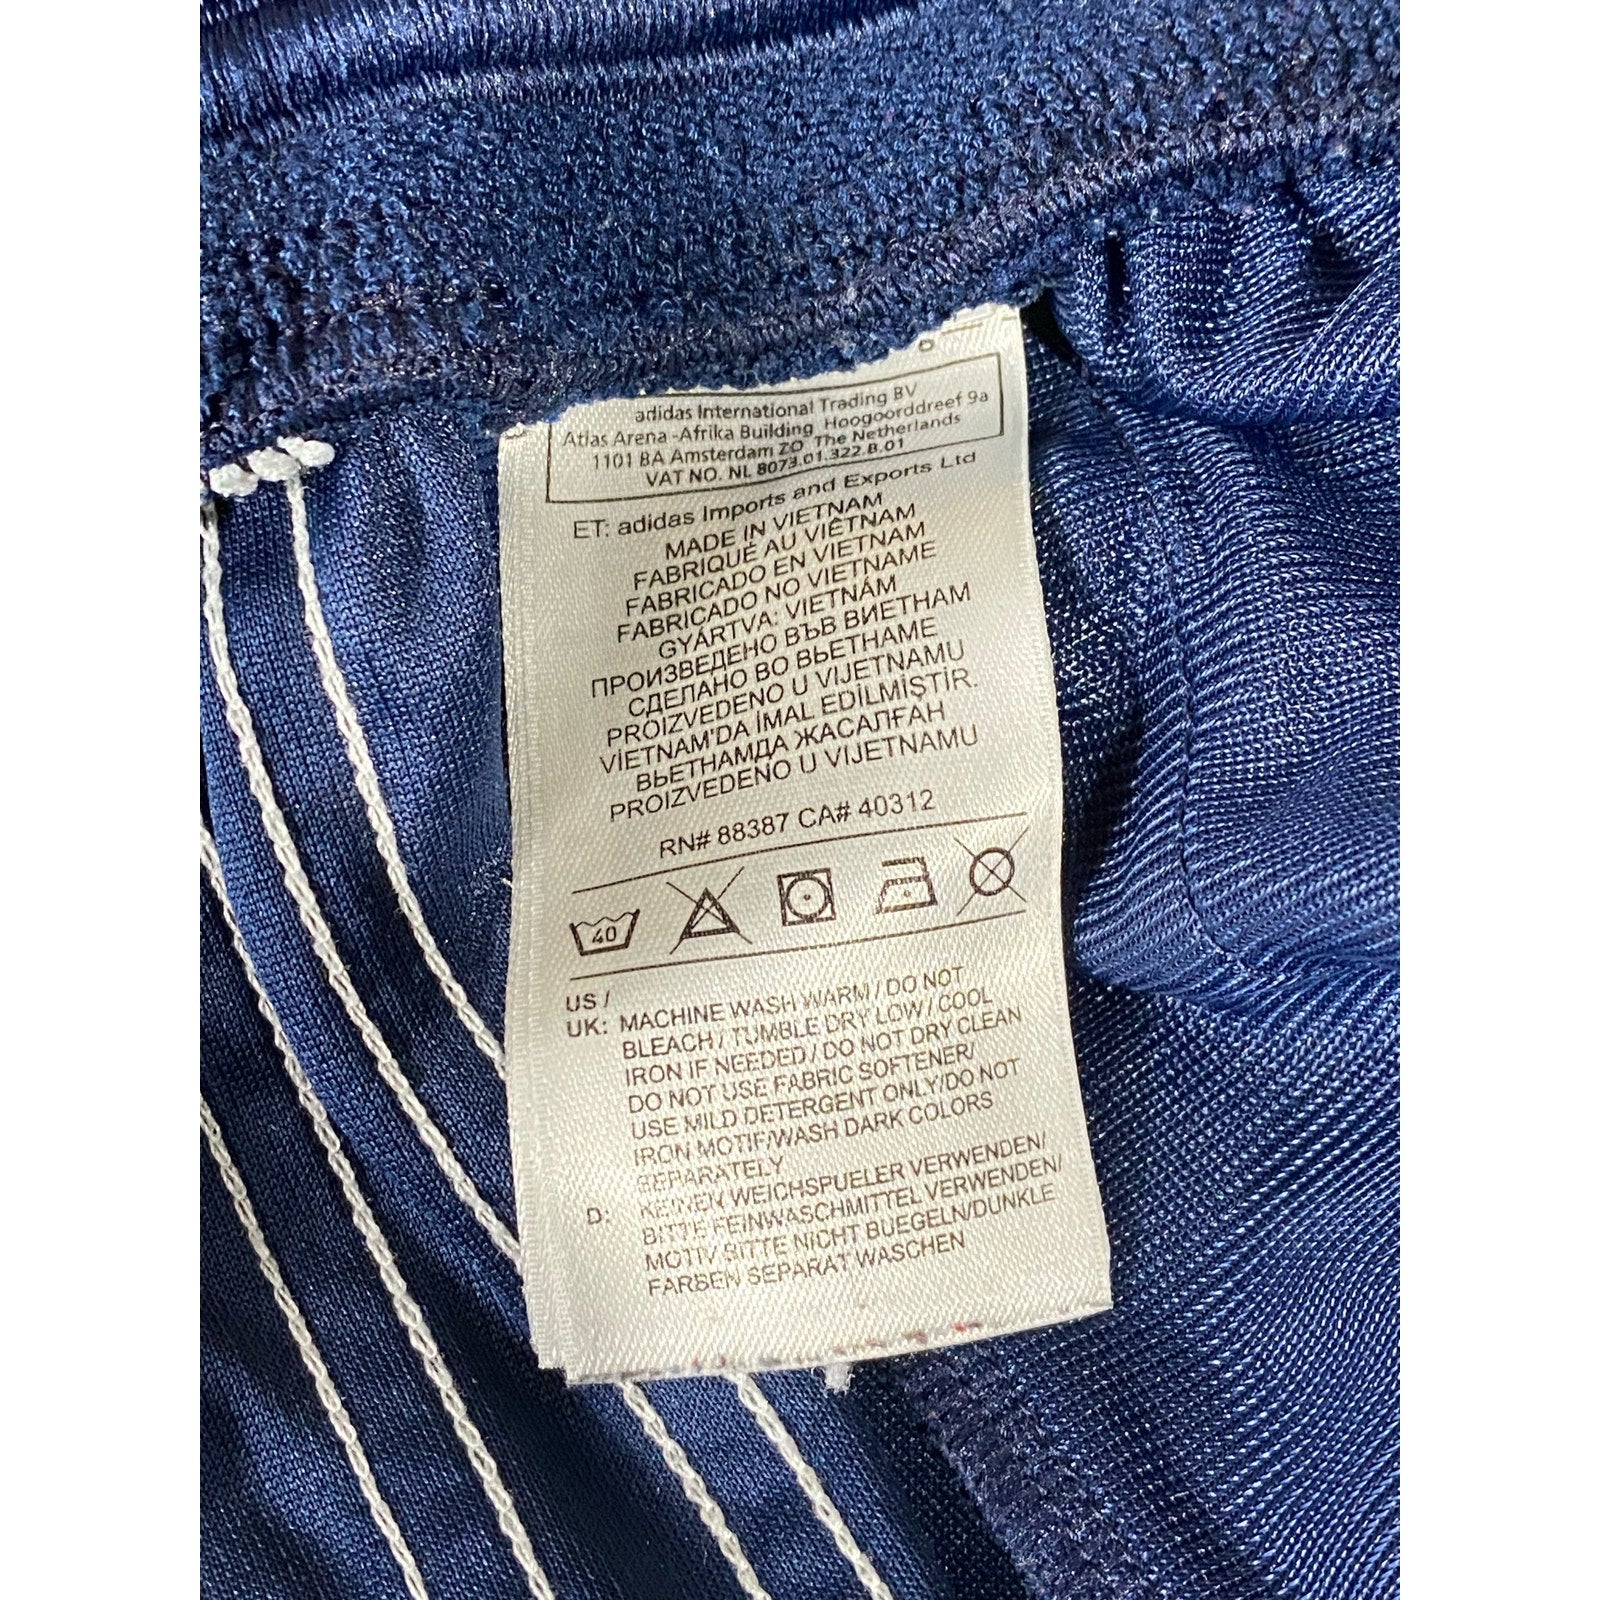 adidas International Trading BV
Atlas Arena -Afrika Building Hoogoorddreef 9a
1101 BA Amsterdam ZO The Netherlands
VAT NO. NL 8073.01.322.B.01
ET: adidas Imports and Exports Ltd
MADE IN VIETNAM
FABRIQUÉ AU VIÊTNAM
FABRICADO EN VIETNAM
FABRICADO NO VIETNAME
GYÁRTVA: VIETNÁM
ПРОИЗВЕДЕНО ВЪВ ВИЕТНАМ
СДЕЛАНО ВО ВЬЕТНАМЕ
PROIZVEDENO U VIJETNAMU
VİETNAM'DA İMAL EDİLMİŞTİR.
ВЬЕТНАМДА ЖАСАЛҒАН
PROIZVEDENO U VIJETNAMU
RN# 88387 CA# 40312
40
US /
UK: MACHINE WASH WARM / DO NOT
BLEACH / TUMBLE DRY LOW / COOL
IRON IF NEEDED / DO NOT DRY CLEAN
DO NOT USE FABRIC SOFTENER/
USE MILD DETERGENT ONLY/DO NOT
IRON MOTIF/WASH DARK COLORS
SEPARATELY
D: KEINEN WEICHSPUELER VERWENDEN/
BITTE FEINWASCHMITTEL VERWENDEN/
MOTIV BITTE NICHT BUEGELN/DUNKLE
FARBEN SEPARAT WASCHEN